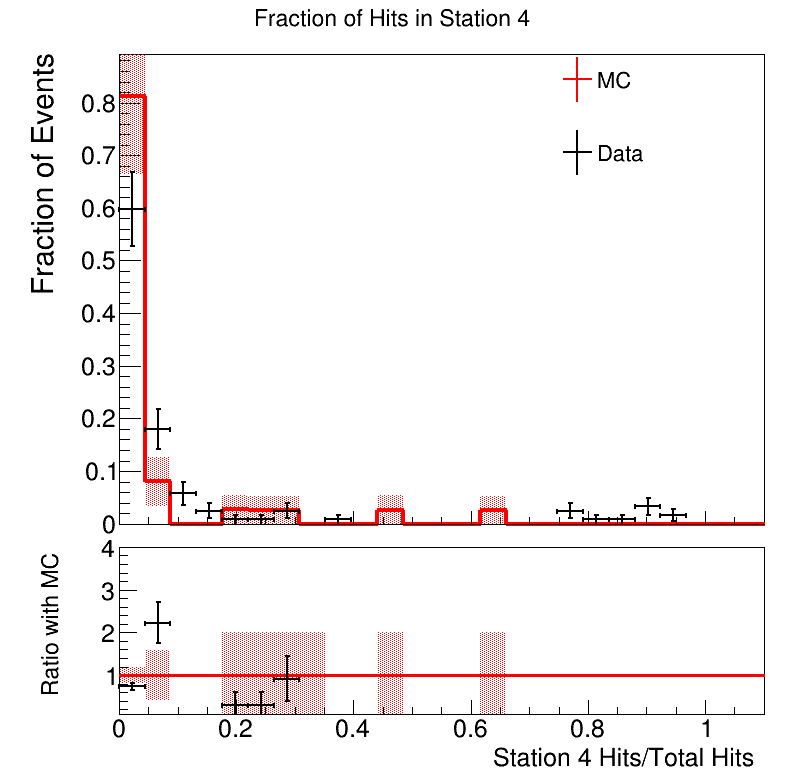 Fraction of Hits in Station 4
Fraction of Events
MC
Data
0.8
0.7
0.6
0.5
0.4
0.3
0.2
0.1
0
Ratio with MC
4
3
2
1
0 0.2 0.4 0.6 0.8 1
Station 4 Hits/Total Hits